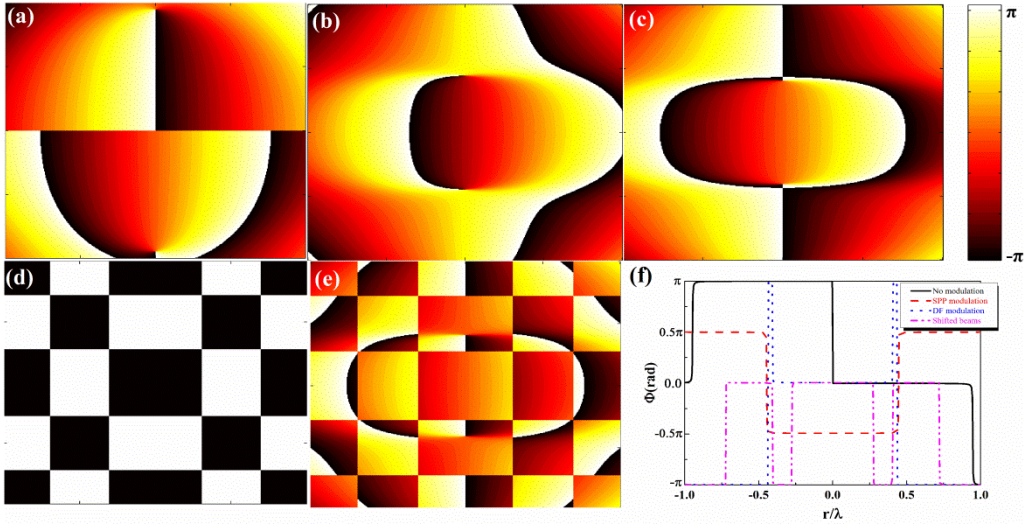 (a)
(b)
(c)
π
-π
(d)
(e)
(f)
π
0.5π
0.0
-0.5π
-π
Φ(rad)
No modulation
SPP modulation
DF modulation
Shifted beams
-1.0 -0.5 0.0 0.5 1.0
r/λ